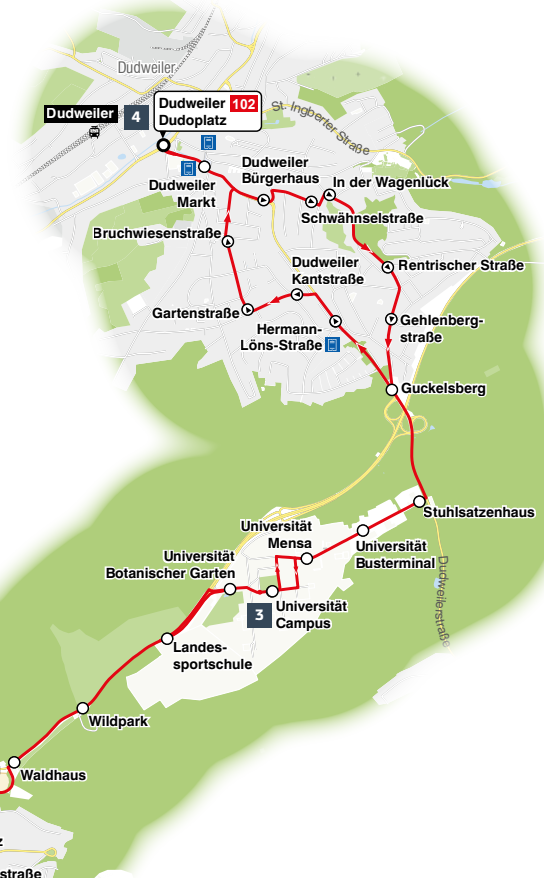 Dudweiler
Dudweiler
4
Dudweiler 102
Dudoplatz
St. Ingberter Straße
Dudweiler
Markt
Dudweiler
Bürgerhaus
In der Wagenlück
Schwähnselstraße
Bruchwiesenstraße
Dudweiler
Kantstraße
Rentrischer Straße
Gartenstraße
Hermann-
Löns-Straße
Gehlenberg-
straße
Guckelsberg
Stuhlsatzenhaus
Universität
Mensa
Universität
Busterminal
Universität
Botanischer Garten
Dudweilerstraße
3
Universität
Campus
Landes-
sportschule
Wildpark
Waldhaus
z
straße